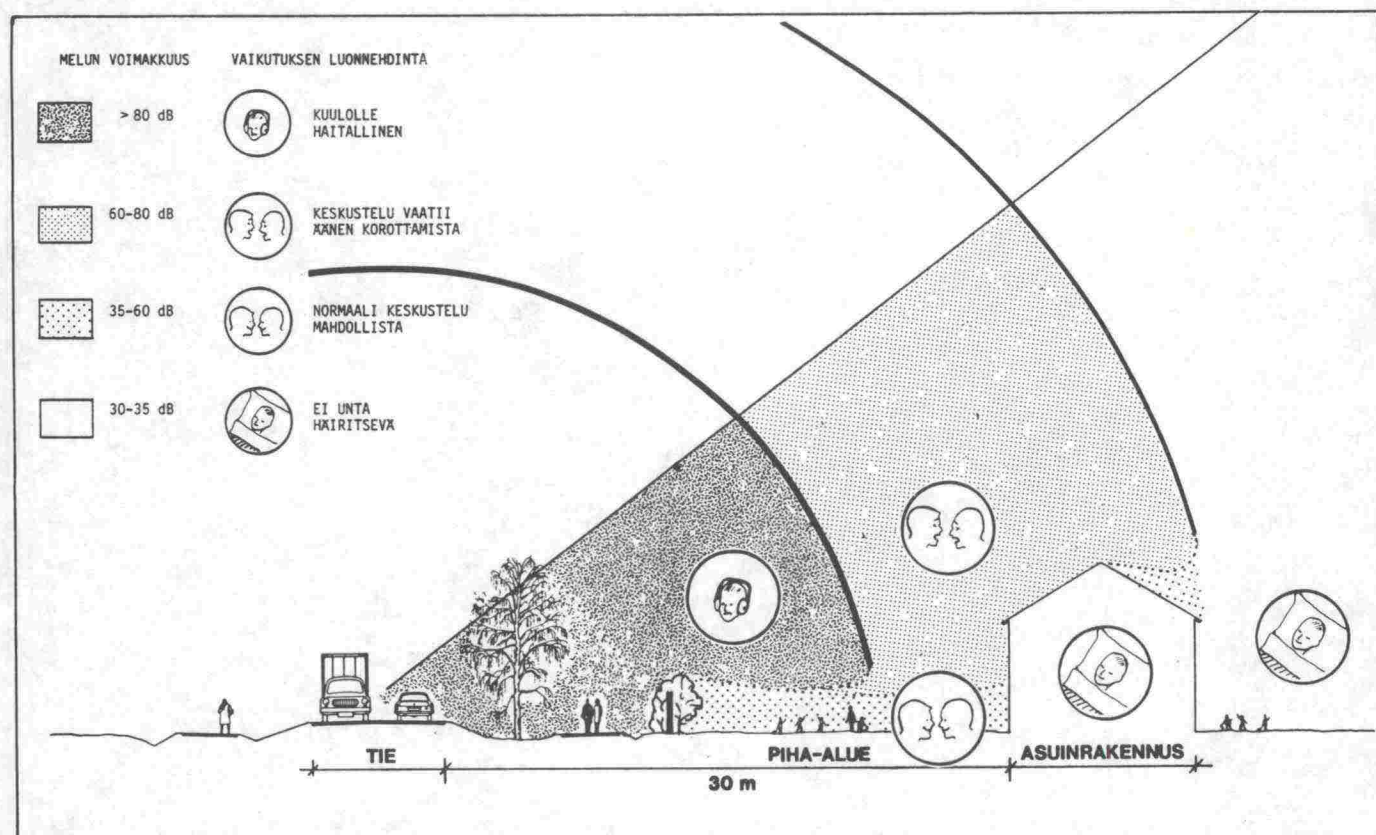 MELUN VOIMAKKUUS
VAIKUTUKSEN LUONNEHDINTA
> 80 dB
KUULOLLE
HAITALLINEN
60-80 dB
KESKUSTELU VAATII
ÄÄNEN KOROTTAMISTA
35-60 dB
NORMAALI KESKUSTELU
MAHDOLLISTA
30-35 dB
EI UNTA
HÄIRITSEVÄ
TIE
PIHA-ALUE
ASUINRAKENNUS
30 m